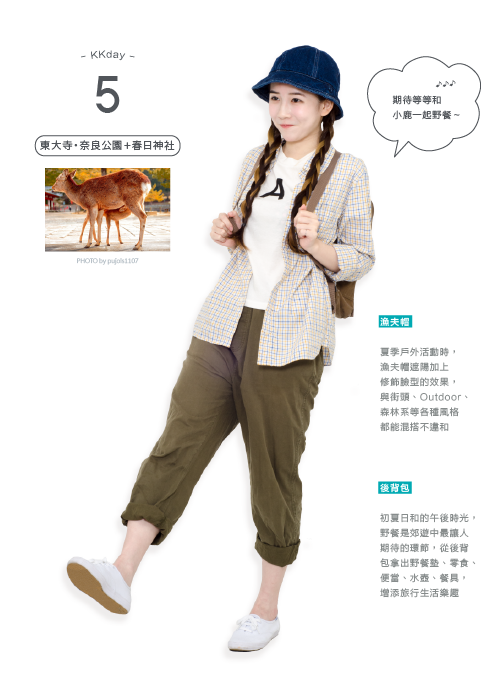 ~ KKday ~
5
東大寺・奈良公園+春日神社
PHOTO by pujols1107
♪♪♪
期待等等和
小鹿一起野餐~
漁夫帽
夏季戶外活動時，
漁夫帽遮陽加上
修飾臉型的效果，
與街頭、Outdoor、
森林系等各種風格
都能混搭不違和
後背包
初夏日和的午後時光，
野餐是郊遊中最讓人
期待的環節，從後背
包拿出野餐墊、零食、
便當、水壺、餐具，
增添旅行生活樂趣